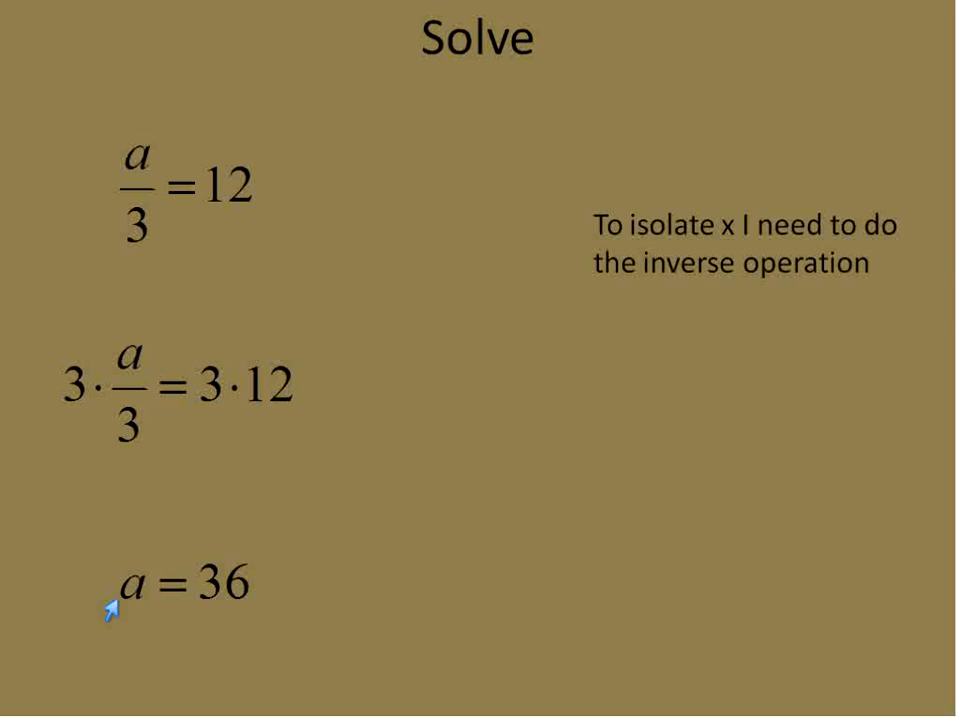 Solve
a/3 = 12
To isolate x I need to do
the inverse operation
3 · a/3 = 3 · 12
a = 36